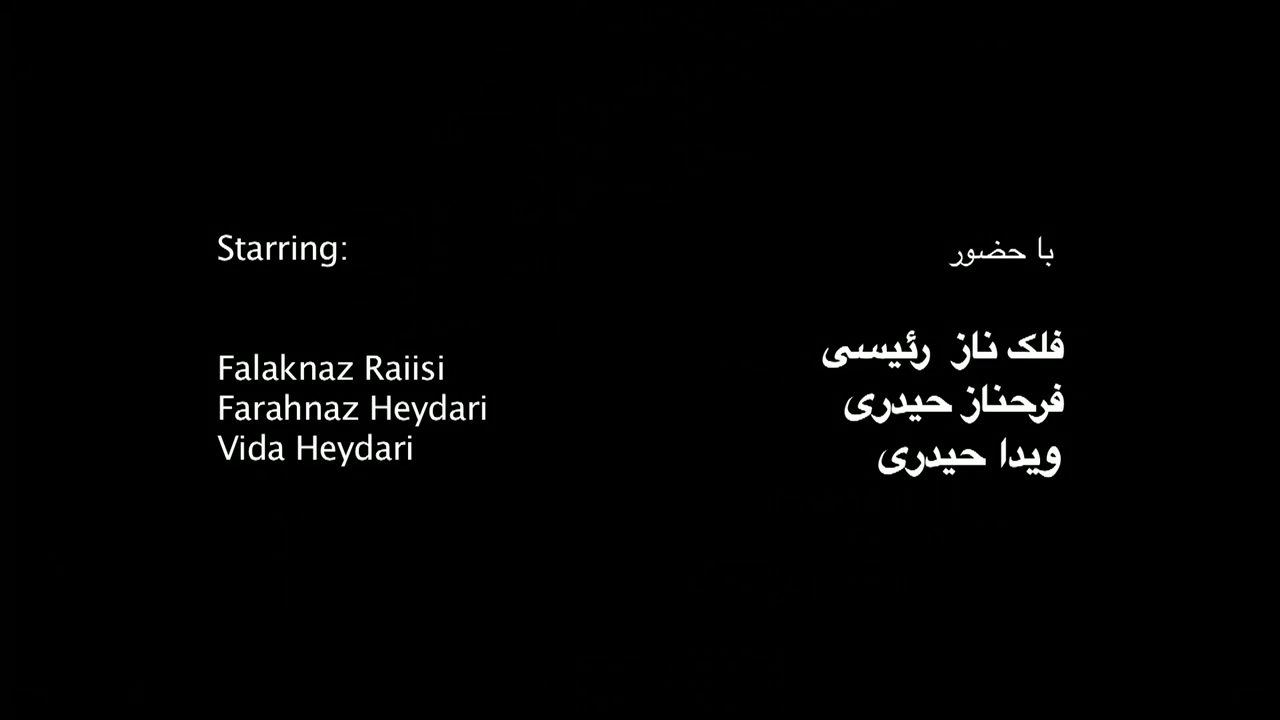 Starring:
با حضور
Falaknaz Raiisi
Farahnaz Heydari
Vida Heydari
فلک ناز رئیسی
فرحناز حیدری
ویدا حیدری